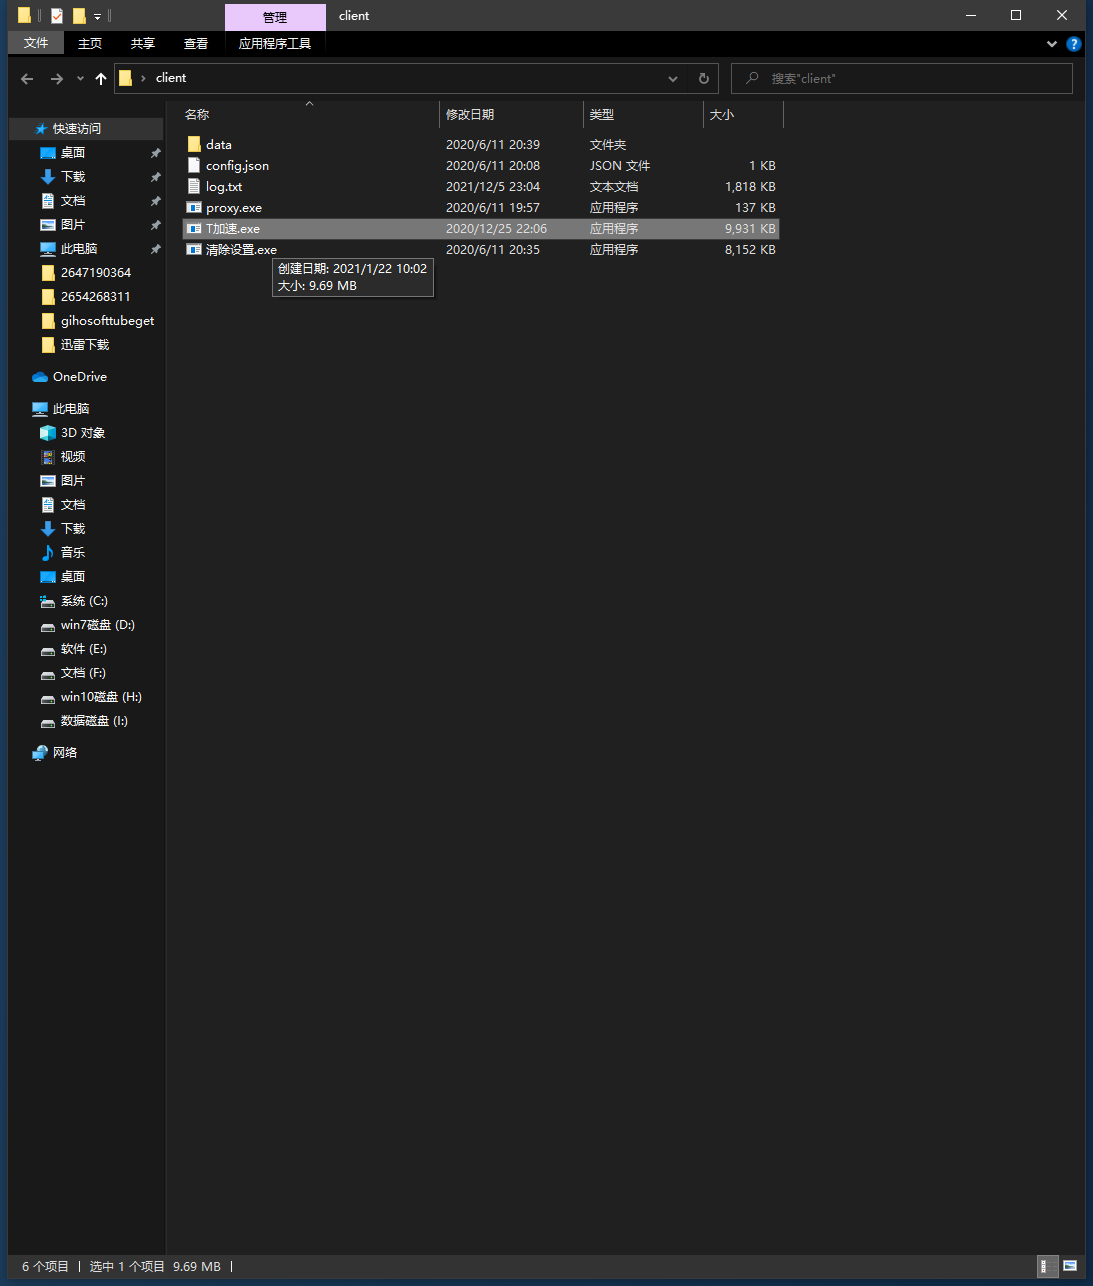 管理
client
文件
主页
共享
查看
应用程序工具
?
client
搜索"client"
名称
修改日期
类型
大小
data
2020/6/11 20:39
文件夹
config.json
2020/6/11 20:08
JSON 文件
1 KB
log.txt
2021/12/5 23:04
文本文档
1,818 KB
proxy.exe
2020/6/11 19:57
应用程序
137 KB
T加速.exe
2020/12/25 22:06
应用程序
9,931 KB
清除设置.exe
2020/6/11 20:35
应用程序
8,152 KB
创建日期: 2021/1/22 10:02
大小: 9.69 MB
快速访问
桌面
下载
文档
图片
此电脑
2647190364
2654268311
gihosofttubeget
迅雷下载
OneDrive
此电脑
3D 对象
视频
图片
文档
下载
音乐
桌面
系统 (C:)
win7磁盘 (D:)
软件 (E:)
文档 (F:)
win10磁盘 (H:)
数据磁盘 (I:)
网络
6 个项目
选中 1 个项目 9.69 MB